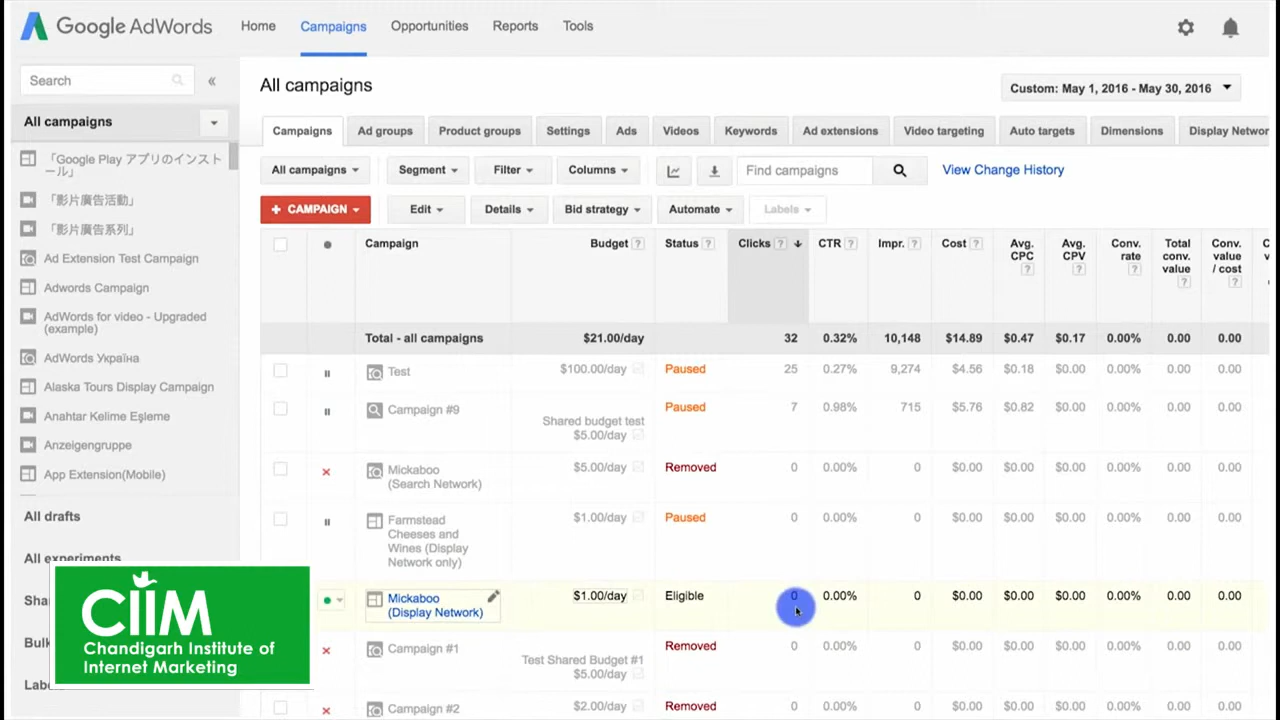 Google AdWords
Home
Campaigns
Opportunities
Reports
Tools
Search
«
All campaigns
「Google Play アプリのインスト
ール」
「影片廣告活動」
「影片廣告系列」
Ad Extension Test Campaign
Adwords Campaign
AdWords for video - Upgraded
(example)
AdWords Україна
Alaska Tours Display Campaign
Anahtar Kelime Eşleme
Anzeigengruppe
App Extension(Mobile)
All drafts
All experiments
Sha
Bulk
Labe
CIIM
Chandigarh Institute of
Internet Marketing
All campaigns
Custom: May 1, 2016 - May 30, 2016
Campaigns Ad groups Product groups Settings Ads Videos Keywords Ad extensions Video targeting Auto targets Dimensions Display Networ
All campaigns Segment Filter Columns Find campaigns View Change History
+ CAMPAIGN Edit Details Bid strategy Automate Labels
Campaign Budget ? Status ? Clicks ? CTR ? Impr. ? Cost ? Avg. CPC ? Avg. CPV ? Conv. rate ? Total conv. value ? Conv. value / cost ?
Total - all campaigns $21.00/day 32 0.32% 10,148 $14.89 $0.47 $0.17 0.00% 0.00 0.00
Test $100.00/day Paused 25 0.27% 9,274 $4.56 $0.18 $0.00 0.00% 0.00 0.00
Campaign #9 Paused 7 0.98% 715 $5.76 $0.82 $0.00 0.00% 0.00 0.00
Shared budget test
$5.00/day
Mickaboo $5.00/day Removed 0 0.00% 0 $0.00 $0.00 $0.00 0.00% 0.00 0.00
(Search Network)
Farmstead $1.00/day Paused 0 0.00% 0 $0.00 $0.00 $0.00 0.00% 0.00 0.00
Cheeses and
Wines (Display
Network only)
Mickaboo $1.00/day Eligible 0 0.00% 0 $0.00 $0.00 $0.00 0.00% 0.00 0.00
(Display Network)
Campaign #1 Removed 0 0.00% 0 $0.00 $0.00 $0.00 0.00% 0.00 0.00
Test Shared Budget #1
$5.00/day
Campaign #2 $2.00/day Removed 0 0.00% 0 $0.00 $0.00 $0.00 0.00% 0.00 0.00